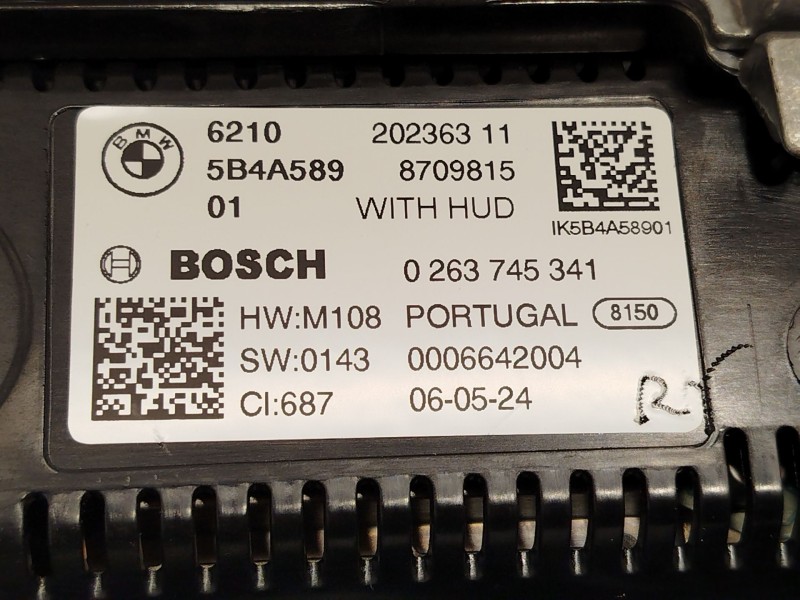 BMW
6210 202363 11
5B4A589 8709815
01 WITH HUD
IK5B4A58901
BOSCH 0 263 745 341
HW:M108 PORTUGAL 8150
SW:0143 0006642004
CI:687 06-05-24